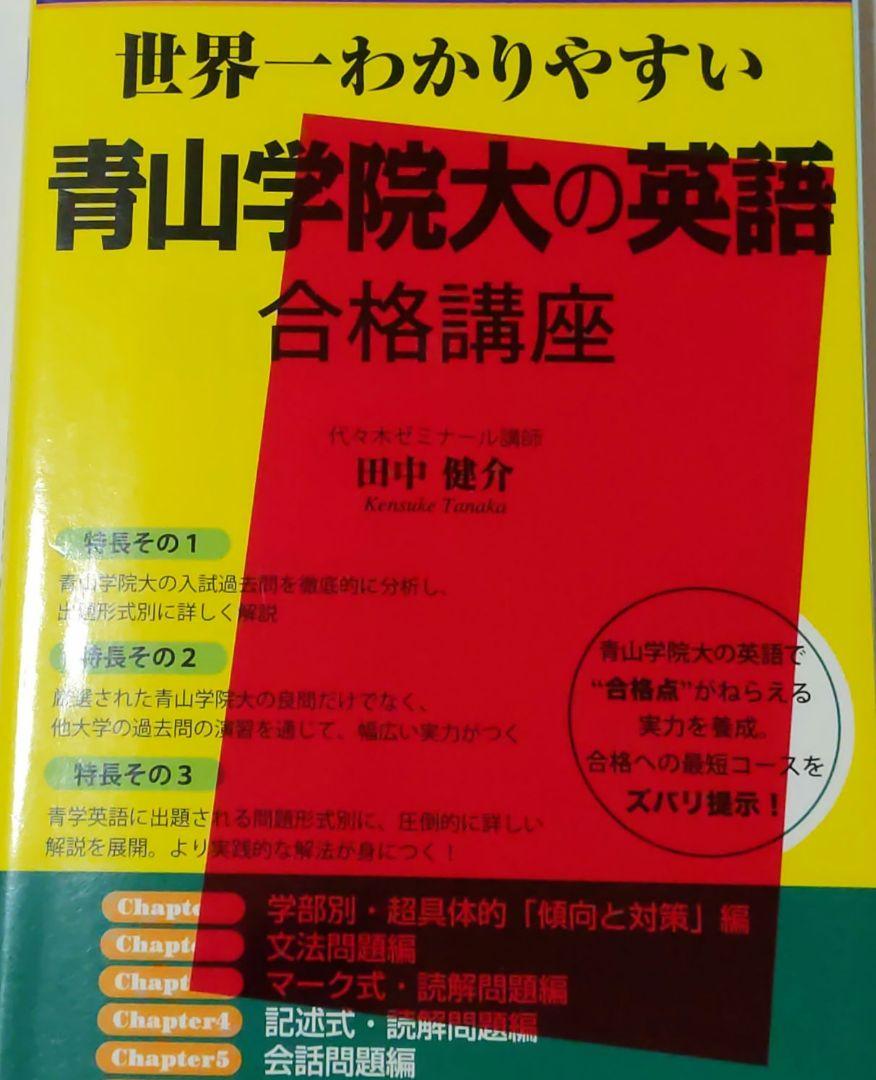 世界一わかりやすい
青山学院大の英語
合格講座
代々木ゼミナール講師
田中 健介
Kensuke Tanaka
特長その1
青山学院大の入試過去問を徹底的に分析し、
出題形式別に詳しく解説
特長その2
厳選された青山学院大の良問だけでなく、
他大学の過去問の演習を通じて、幅広い実力がつく
特長その3
青学英語に出題される問題形式別に、圧倒的に詳しい
解説を展開。より実践的な解法が身につく！
青山学院大の英語で
“合格点”がねらえる
実力を養成。
合格への最短コースを
ズバリ提示！
Chapte 学部別・超具体的「傾向と対策」編
Chapt 文法問題編
Chapt マーク式・読解問題編
Chapter4 記述式・読解問題編
Chapter5 会話問題編